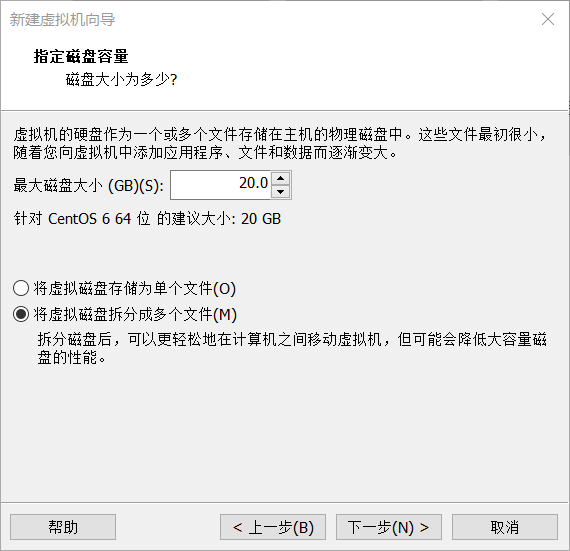 新建虚拟机向导
指定磁盘容量
磁盘大小为多少?
虚拟机的硬盘作为一个或多个文件存储在主机的物理磁盘中。这些文件最初很小，
随着您向虚拟机中添加应用程序、文件和数据而逐渐变大。
最大磁盘大小 (GB)(S): 20.0
针对 CentOS 6 64 位 的建议大小: 20 GB
将虚拟磁盘存储为单个文件(O)
将虚拟磁盘拆分成多个文件(M)
拆分磁盘后，可以更轻松地在计算机之间移动虚拟机，但可能会降低大容量磁
盘的性能。
帮助 < 上一步(B) 下一步(N) > 取消